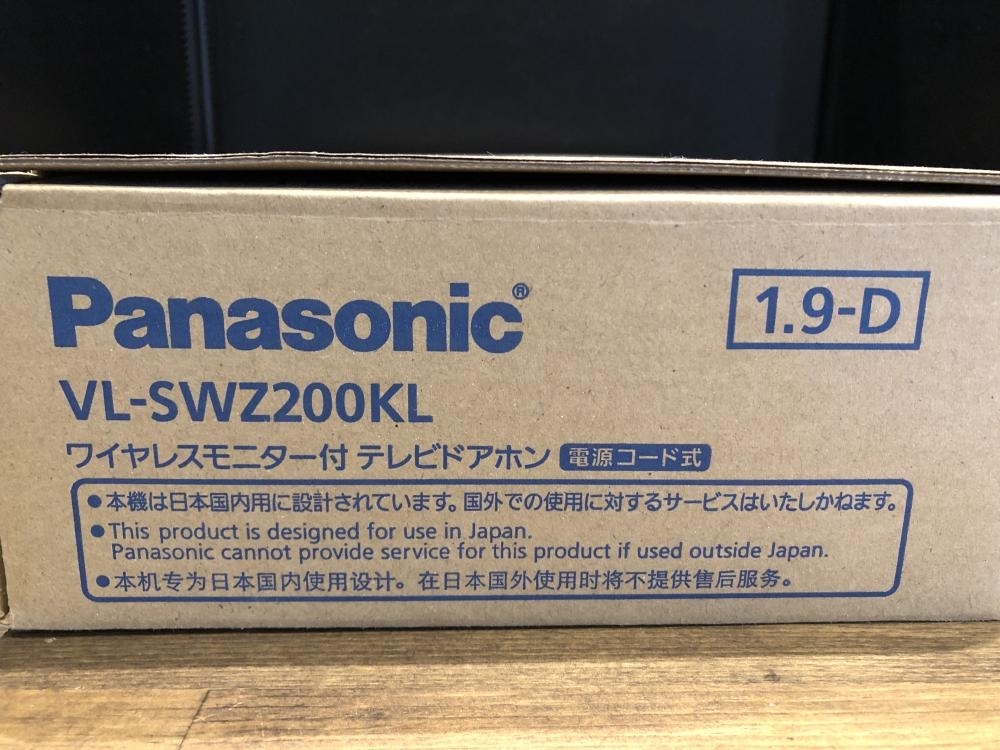 Panasonic®
1.9-D
VL-SWZ200KL
ワイヤレスモニター付 テレビドアホン 電源コード式
●本機は日本国内用に設計されています。国外での使用に対するサービスはいたしかねます。
●This product is designed for use in Japan.
Panasonic cannot provide service for this product if used outside Japan.
●本机专为日本国内使用设计。在日本国外使用时将不提供售后服务。